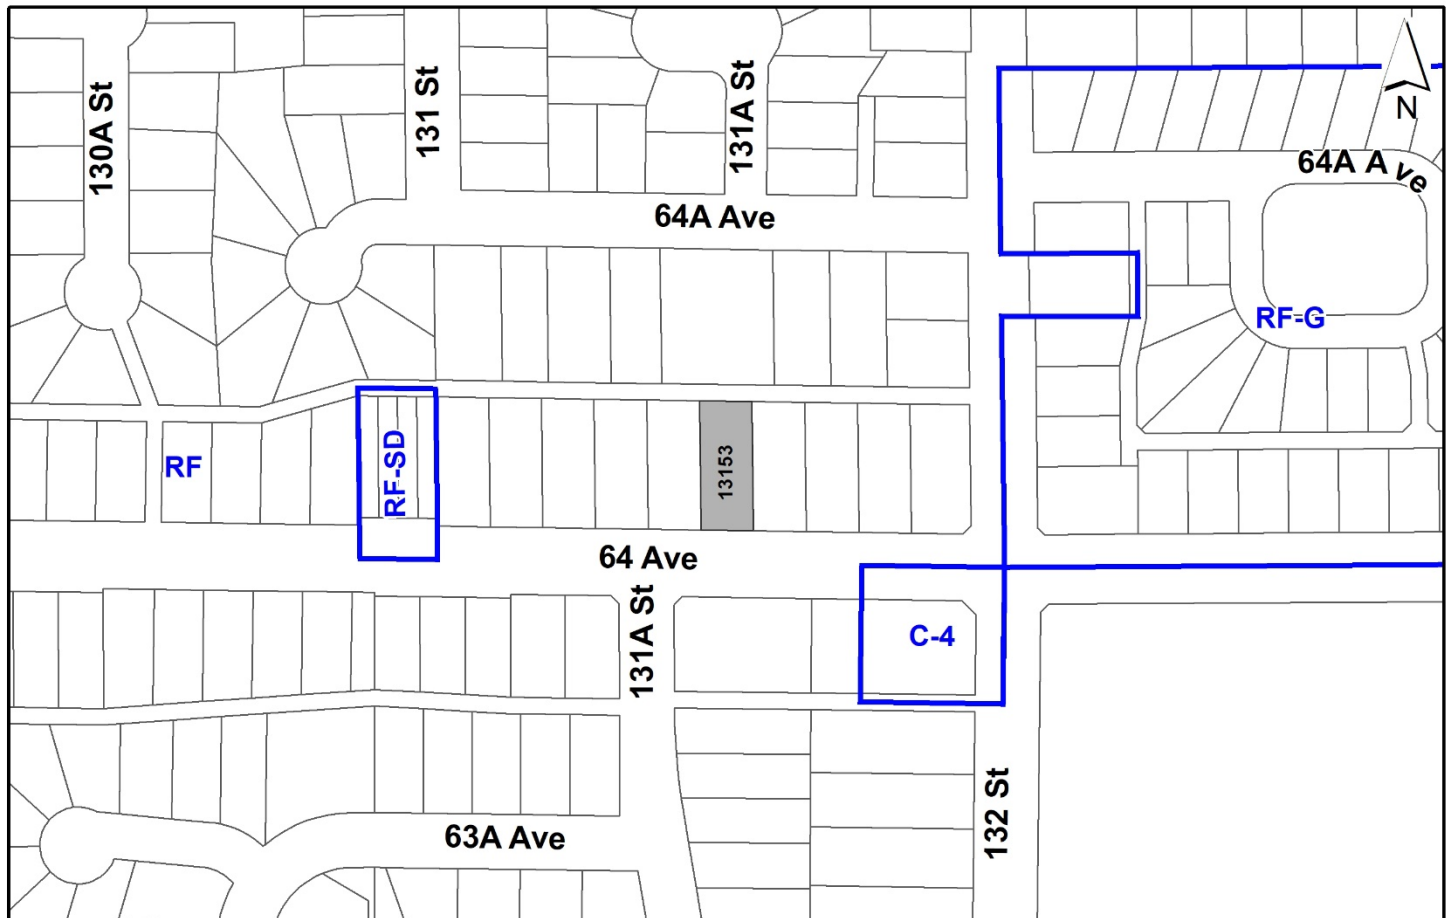 130A St
131 St
131A St
N
64A Ave
64A Ave
RF-G
RF
RF-SD
13153
64 Ave
131A St
C-4
132 St
63A Ave